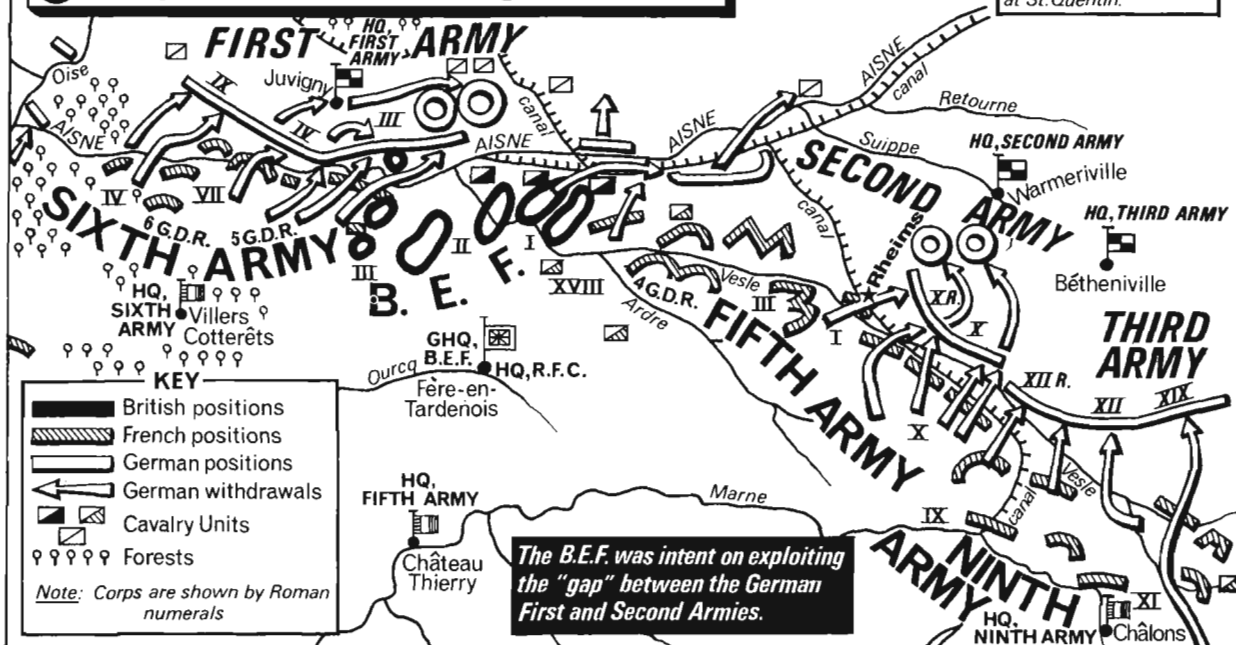 at St. Quentin.
FIRST ARMY
HQ,
FIRST
ARMY
Juvigny
Oise
IX
IV
III
AISNE
canal
AISNE
AISNE
AISNE
canal
Retourne
Suippe
HQ, SECOND ARMY
Warmeriville
SECOND ARMY
HQ, THIRD ARMY
Bétheniville
canal
Rheims
IV
VII
6 G.D.R.
5 G.D.R.
SIXTH ARMY
HQ,
SIXTH
ARMY
Villers
Cotterêts
III
II
I
B. E. F.
XVIII
Vesle
Ardre
4 G.D.R.
III
I
X R.
X
FIFTH ARMY
X
THIRD
ARMY
XII R.
XII
XIX
Vesle
canal
GHQ,
B.E.F.
HQ, R.F.C.
Ourcq
Fère-en-
Tardenois
HQ,
FIFTH ARMY
Château
Thierry
Marne
IX
NINTH
ARMY
XI
HQ,
NINTH ARMY
Châlons
KEY
British positions
French positions
German positions
German withdrawals
Cavalry Units
Forests
Note: Corps are shown by Roman
numerals
The B.E.F. was intent on exploiting
the "gap" between the German
First and Second Armies.